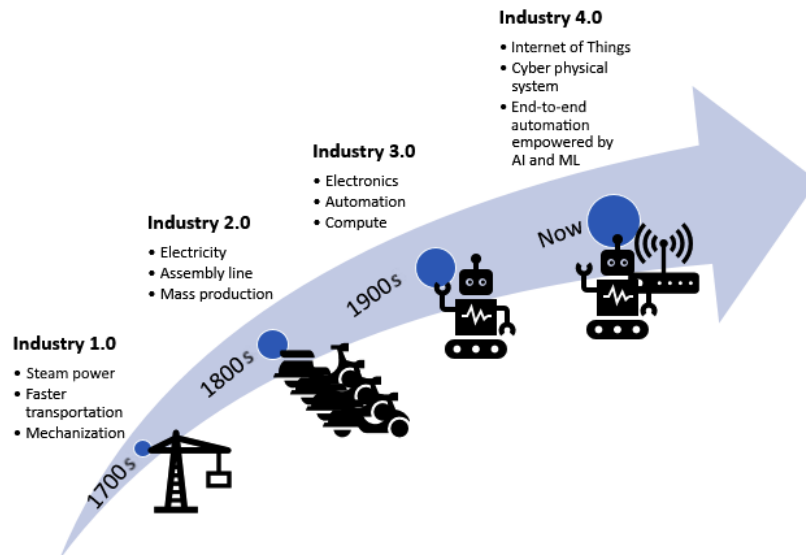 Industry 4.0
• Internet of Things
• Cyber physical
system
• End-to-end
automation
empowered by
AI and ML
Industry 3.0
• Electronics
• Automation
• Compute
Industry 2.0
• Electricity
• Assembly line
• Mass production
Industry 1.0
• Steam power
• Faster
transportation
• Mechanization
1700s
1800s
1900s
Now